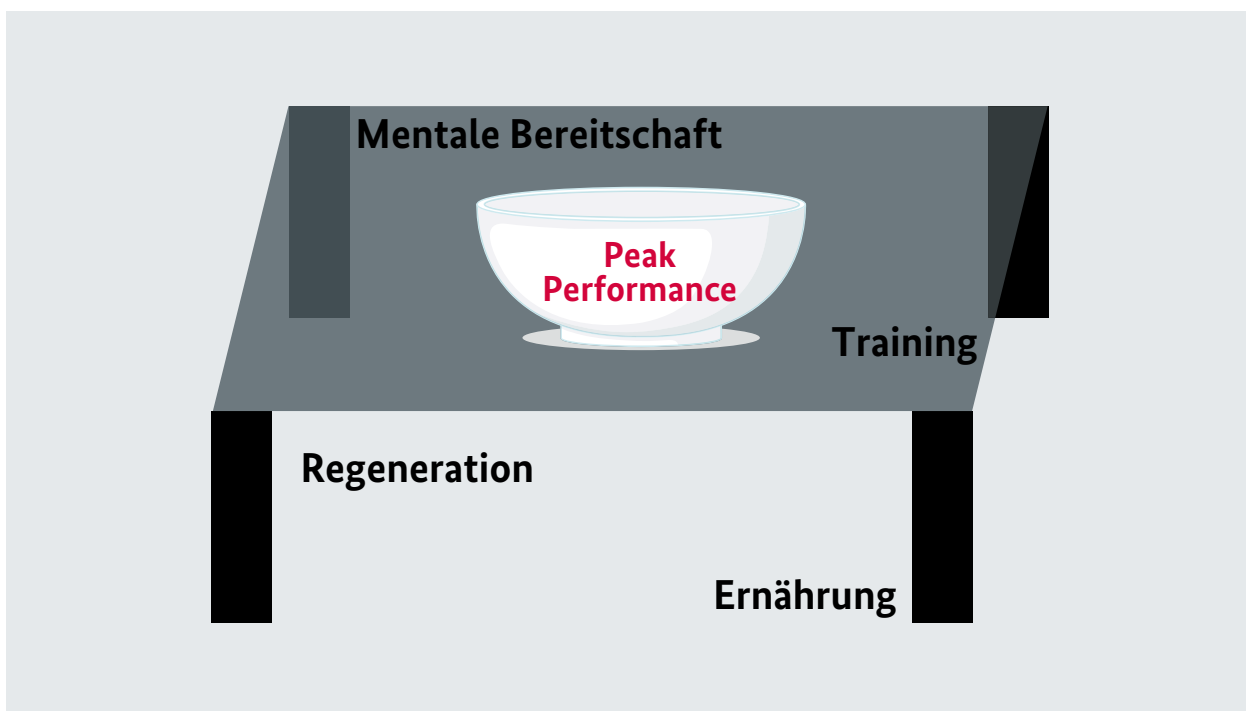 Mentale Bereitschaft
Peak
Performance
Training
Regeneration
Ernährung